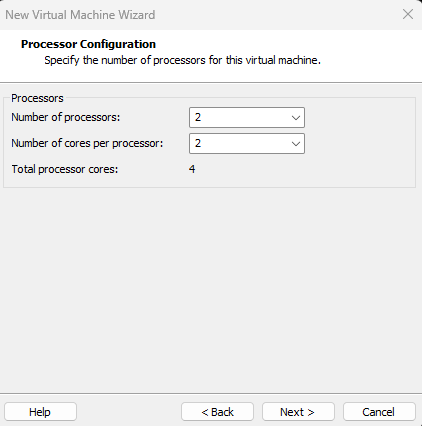 New Virtual Machine Wizard
Processor Configuration
Specify the number of processors for this virtual machine.
Processors
Number of processors: 2
Number of cores per processor: 2
Total processor cores: 4
Help < Back Next > Cancel